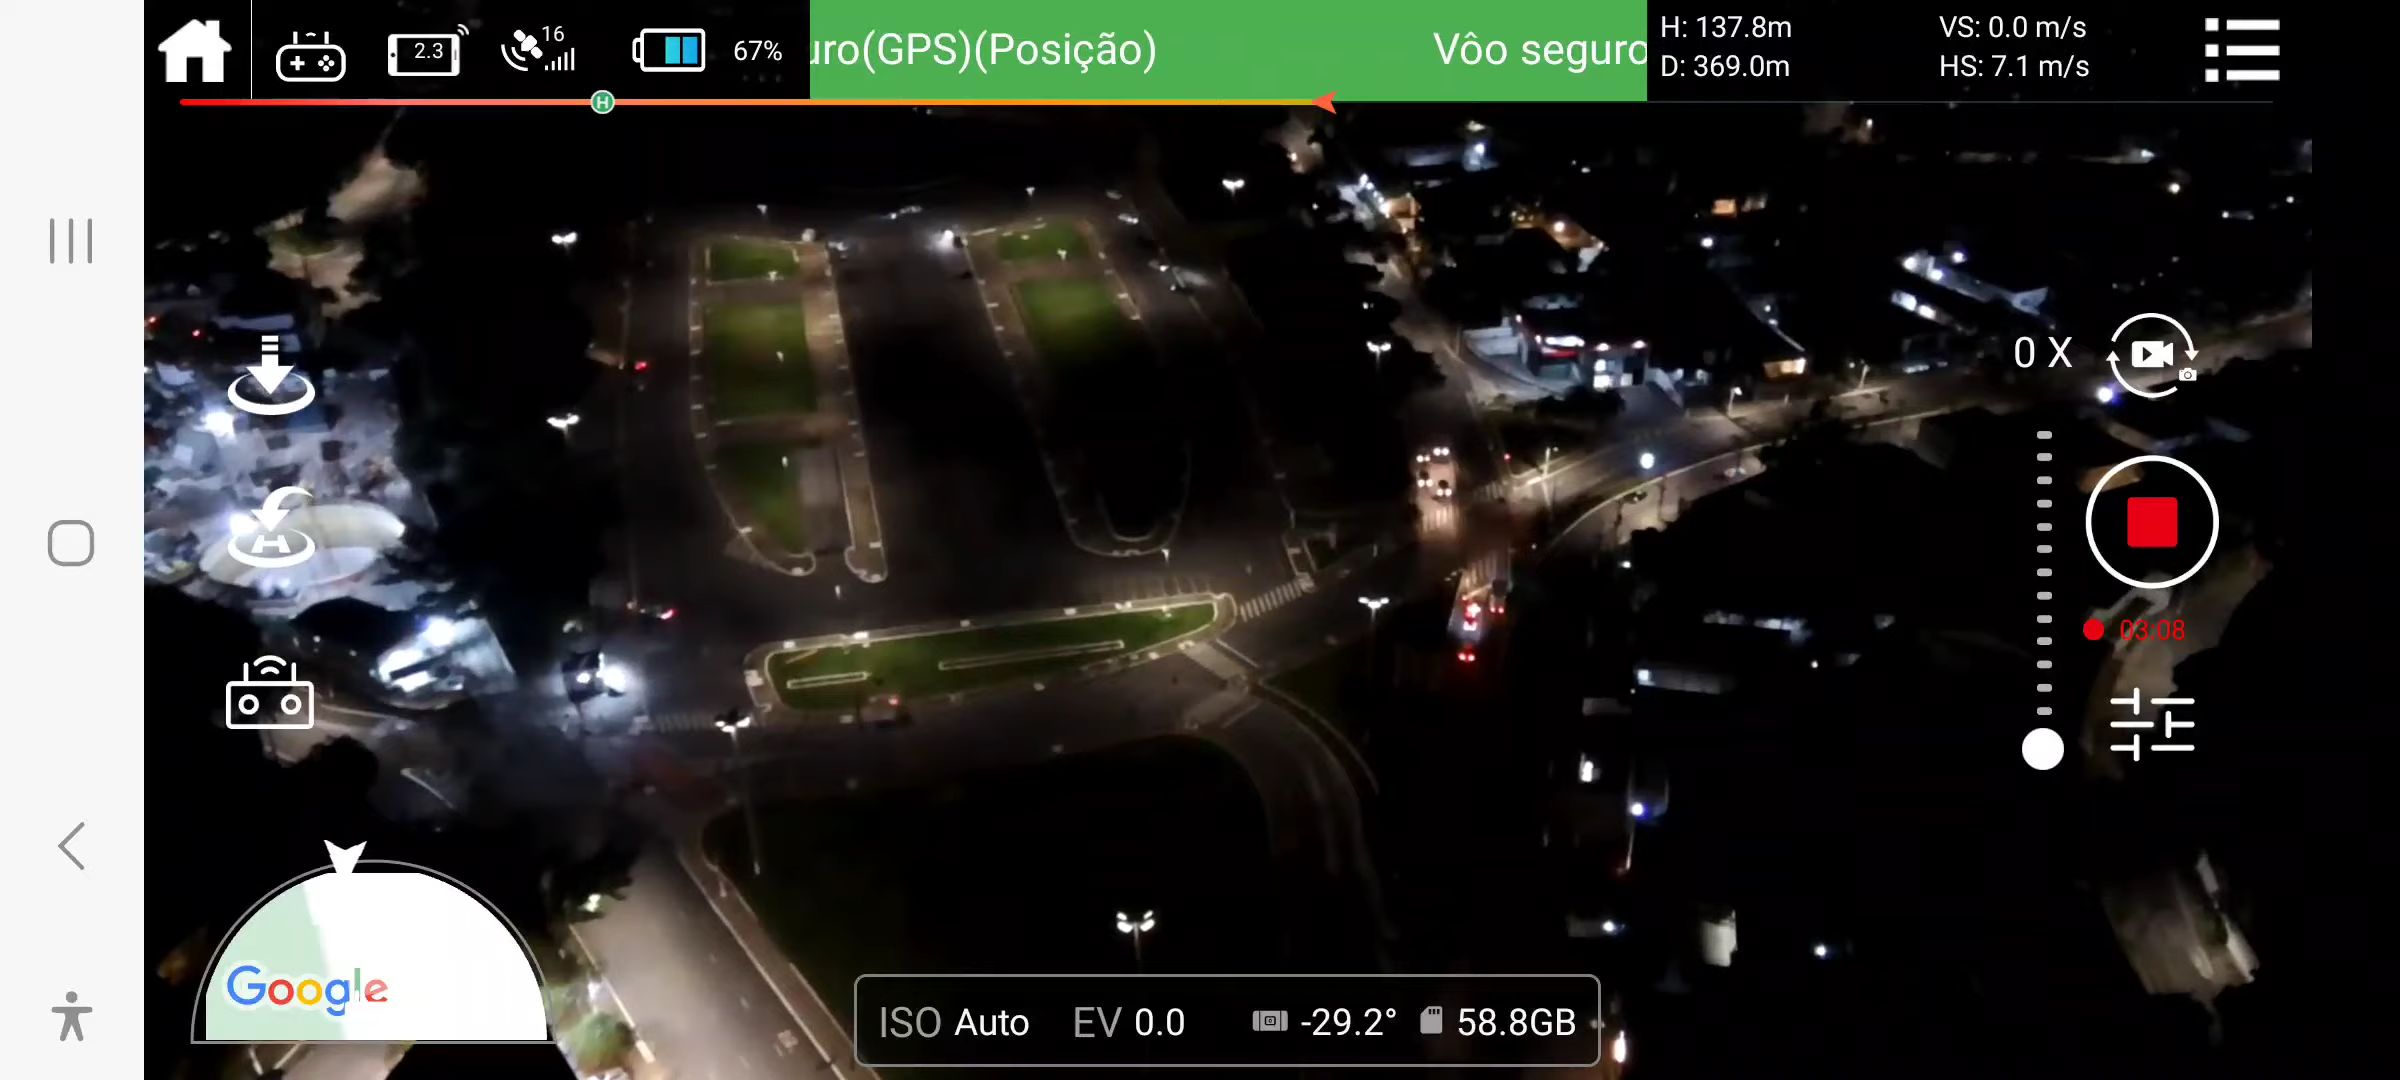 2.3
16
67%
uro(GPS)(Posição)
Vôo seguro
H: 137.8m
VS: 0.0 m/s
D: 369.0m
HS: 7.1 m/s
H
0 X
H
03:08
Google
ISO Auto
EV 0.0
-29.2°
58.8GB